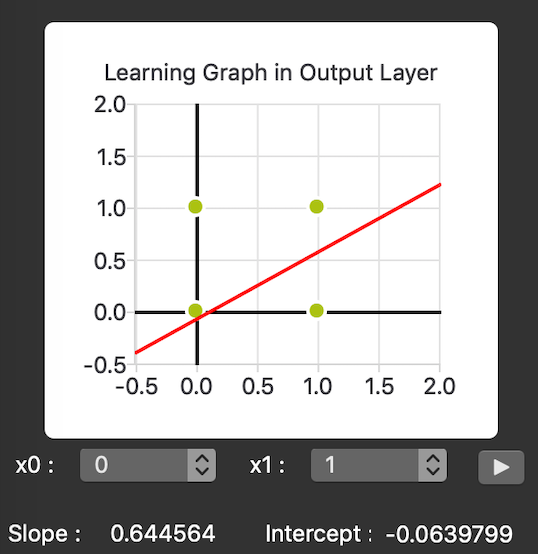 Learning Graph in Output Layer
2.0
1.5
1.0
0.5
0.0
-0.5
-0.5 0.0 0.5 1.0 1.5 2.0
x0 : 0 x1 : 1
Slope : 0.644564 Intercept : -0.0639799